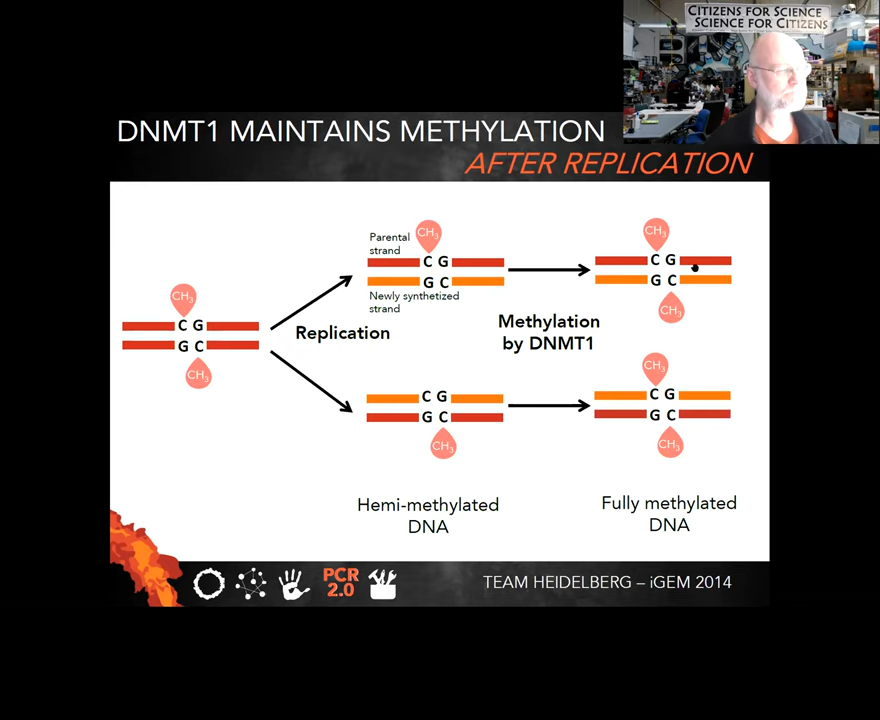 CITIZENS FOR SCIENCE
SCIENCE FOR CITIZENS
DNMT1 MAINTAINS METHYLATION
AFTER REPLICATION
CH3
C G
G C
CH3
Replication
Parental
strand
CH3
C G
G C
Newly synthetized
strand
C G
G C
CH3
Hemi-methylated
DNA
Methylation
by DNMT1
CH3
C G
G C
CH3
CH3
C G
G C
CH3
Fully methylated
DNA
PCR
2.0
TEAM HEIDELBERG – iGEM 2014